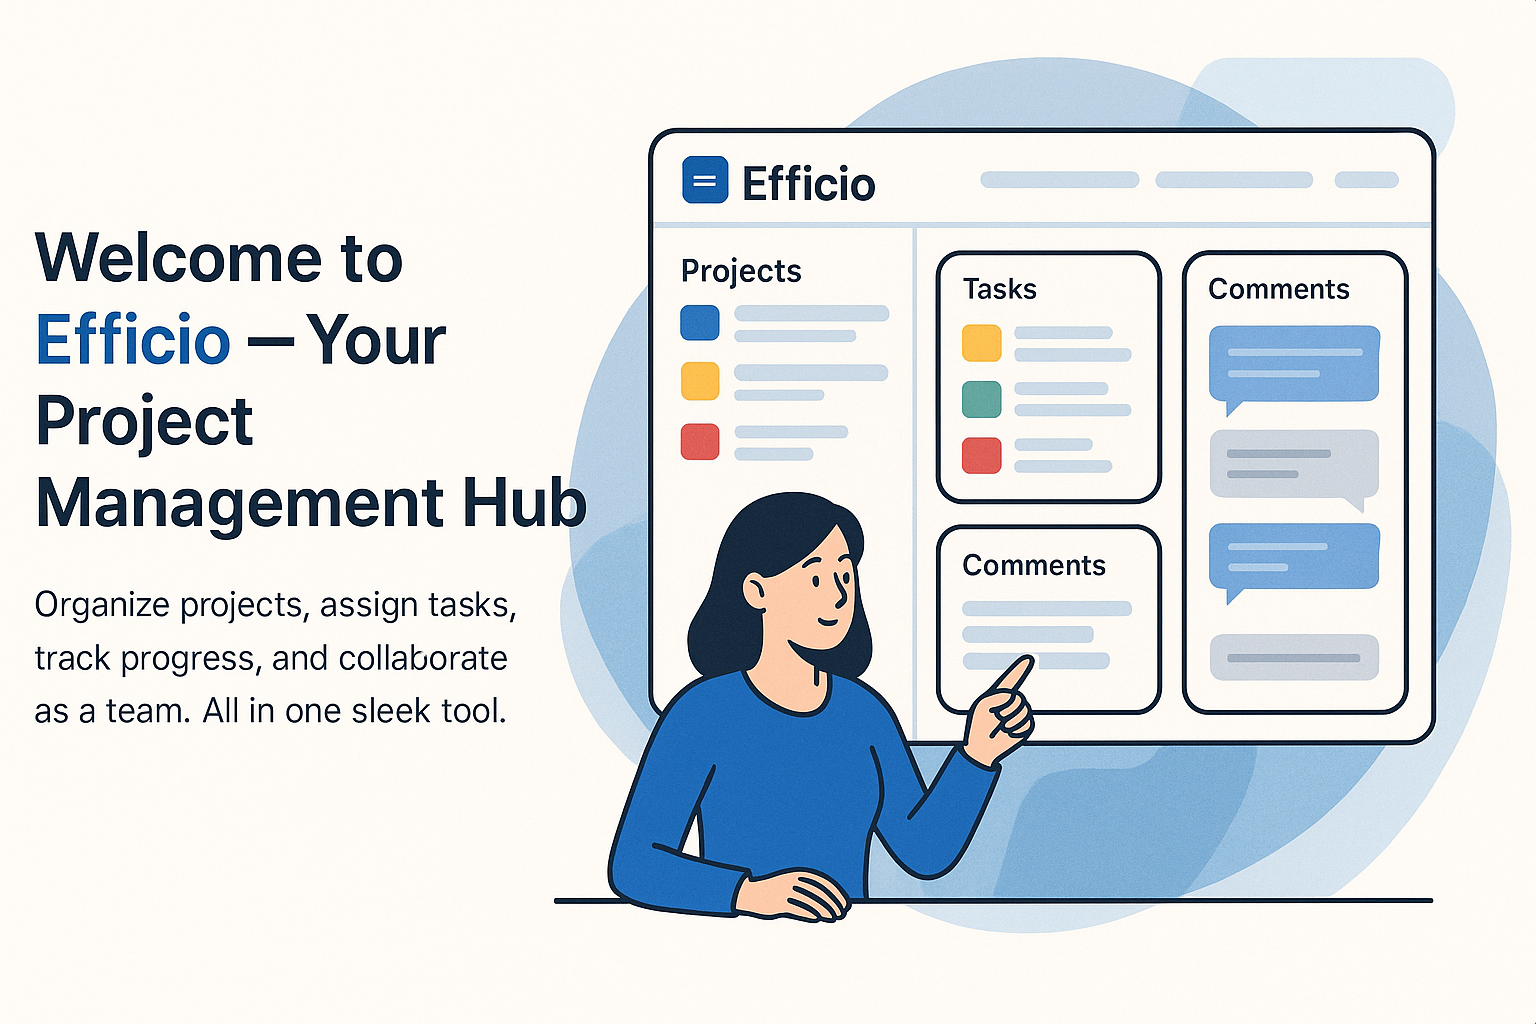 Welcome to
Efficio — Your
Project
Management Hub
Organize projects, assign tasks,
track progress, and collaborate
as a team. All in one sleek tool.
Efficio
Projects
Tasks
Comments
Comments